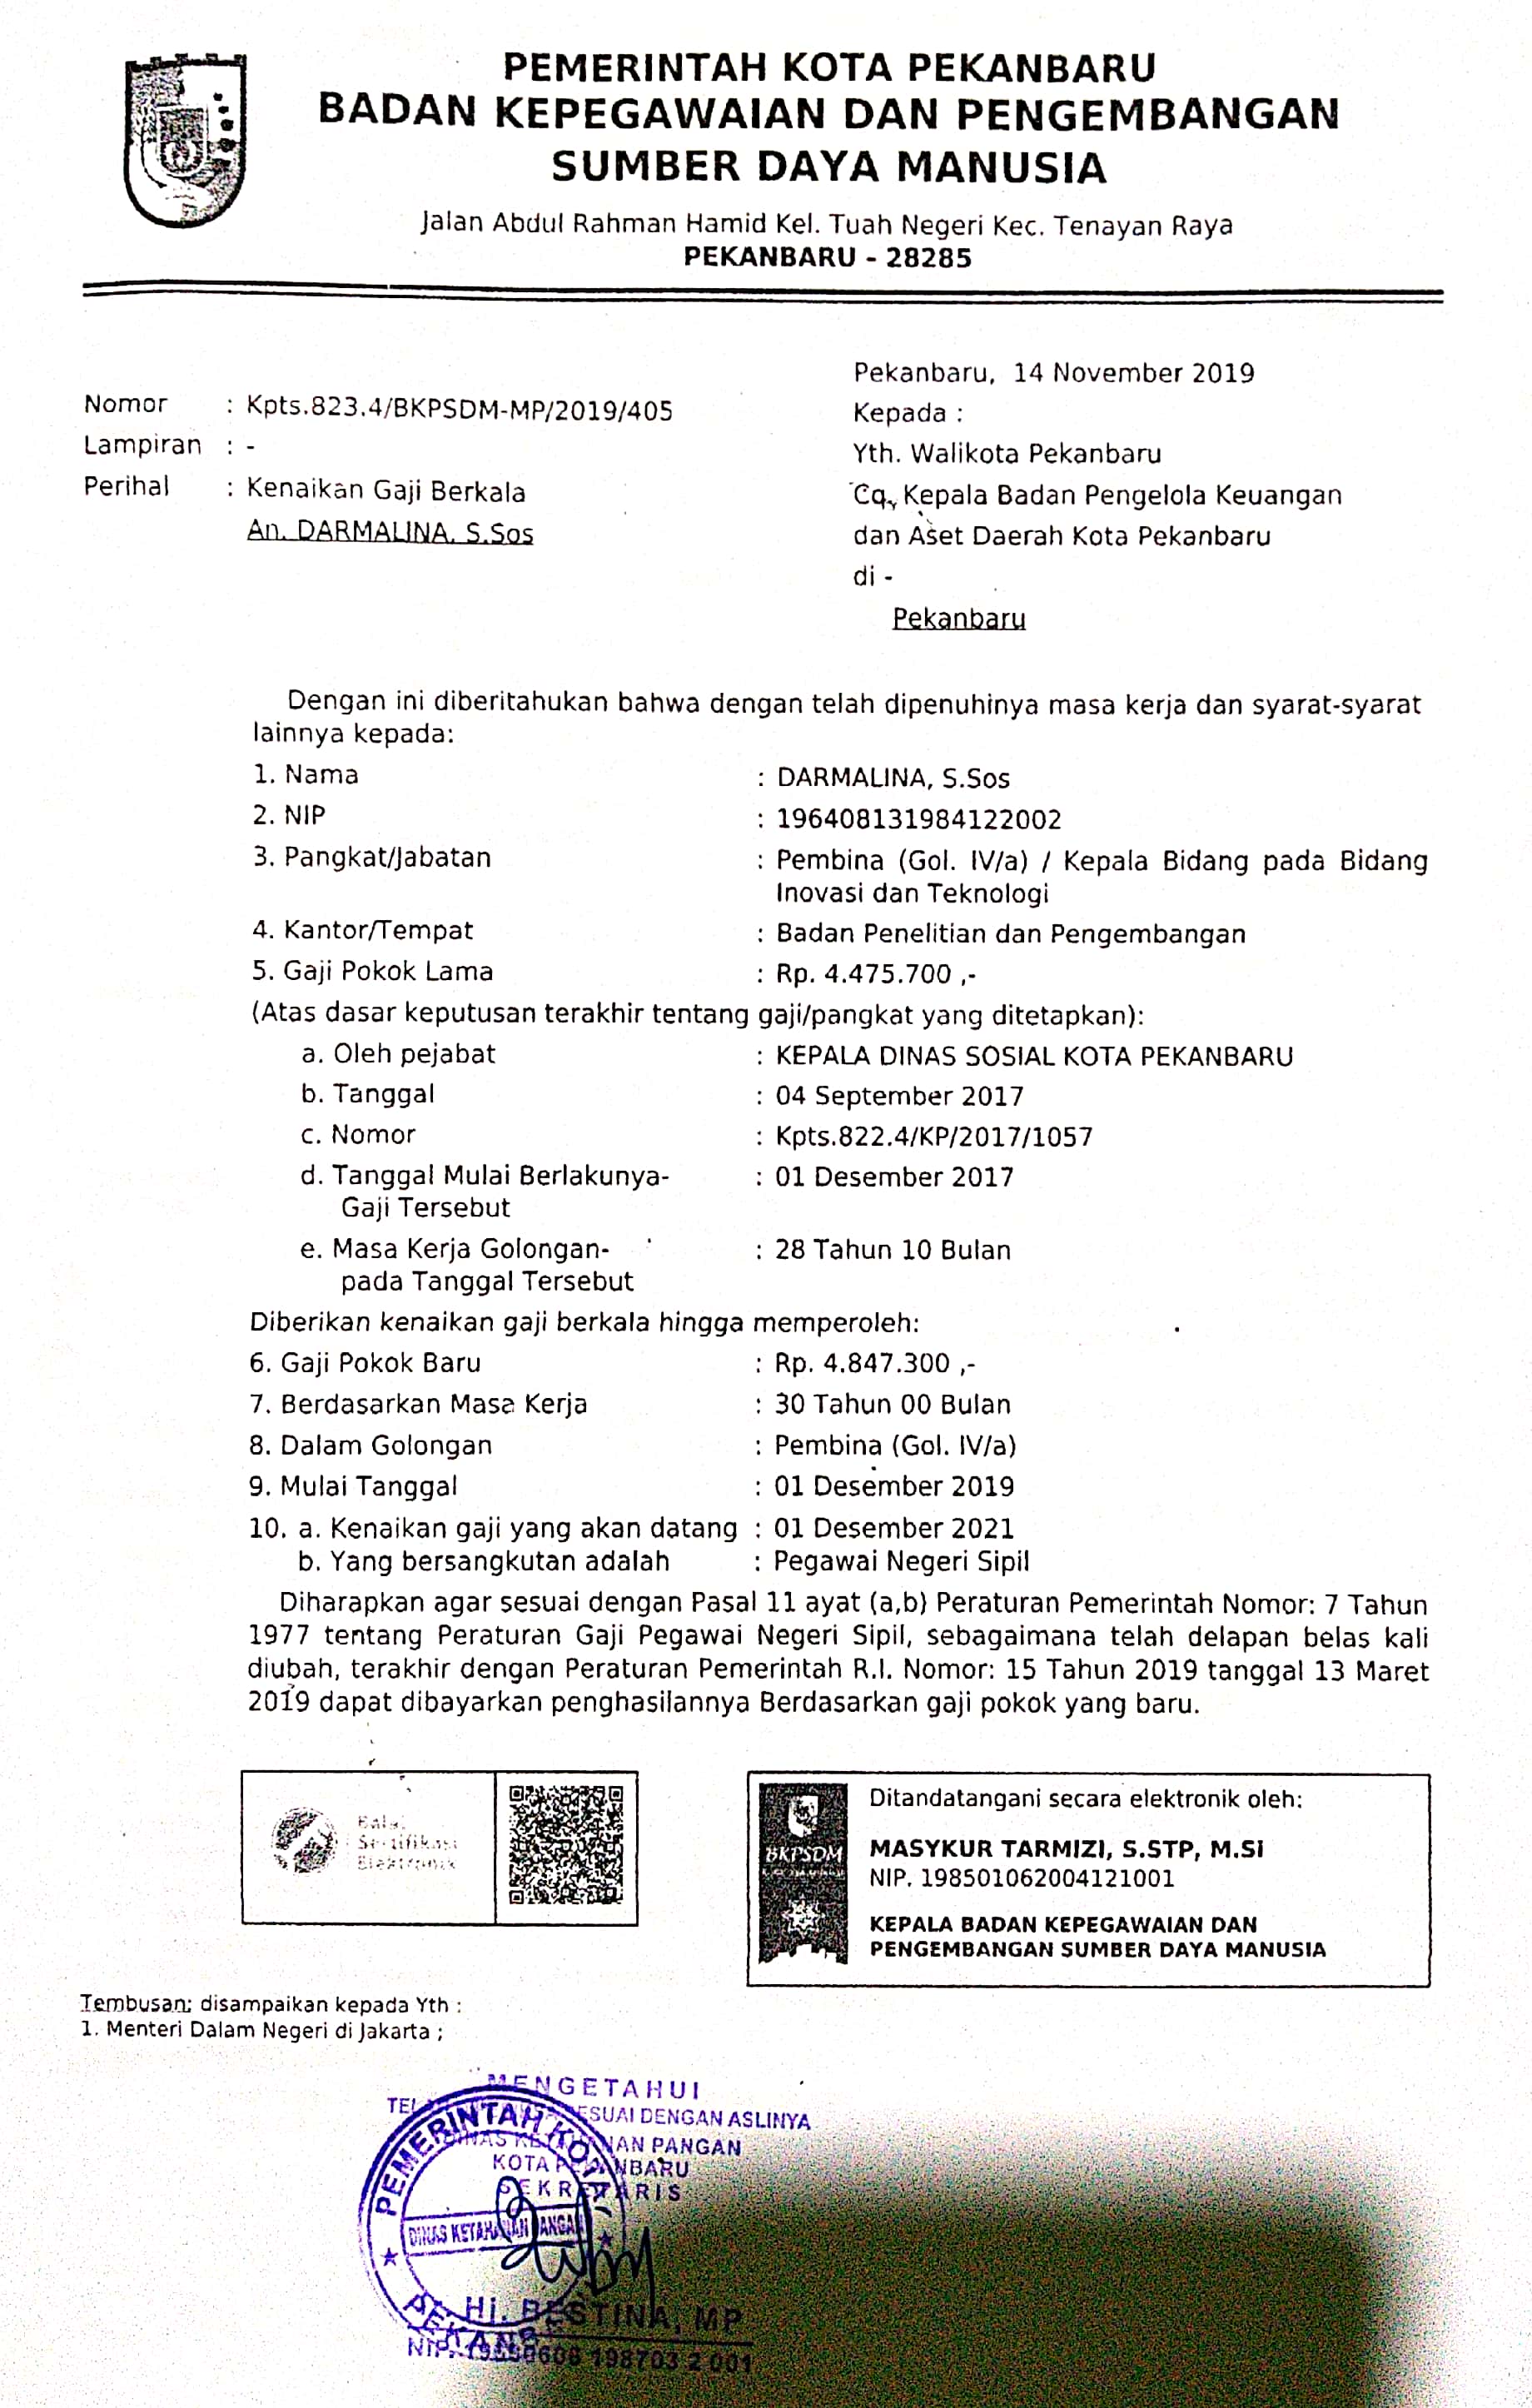 PEMERINTAH KOTA PEKANBARU
BADAN KEPEGAWAIAN DAN PENGEMBANGAN
SUMBER DAYA MANUSIA
Jalan Abdul Rahman Hamid Kel. Tuah Negeri Kec. Tenayan Raya
PEKANBARU - 28285
Pekanbaru, 14 November 2019
Nomor : Kpts.823.4/BKPSDM-MP/2019/405
Lampiran : -
Perihal : Kenaikan Gaji Berkala
An. DARMALINA, S.Sos
Kepada :
Yth. Walikota Pekanbaru
Cq. Kepala Badan Pengelola Keuangan
dan Aset Daerah Kota Pekanbaru
di -
Pekanbaru
Dengan ini diberitahukan bahwa dengan telah dipenuhinya masa kerja dan syarat-syarat
lainnya kepada:
1. Nama : DARMALINA, S.Sos
2. NIP : 196408131984122002
3. Pangkat/Jabatan : Pembina (Gol. IV/a) / Kepala Bidang pada Bidang
Inovasi dan Teknologi
4. Kantor/Tempat : Badan Penelitian dan Pengembangan
5. Gaji Pokok Lama : Rp. 4.475.700 ,-
(Atas dasar keputusan terakhir tentang gaji/pangkat yang ditetapkan):
a. Oleh pejabat : KEPALA DINAS SOSIAL KOTA PEKANBARU
b. Tanggal : 04 September 2017
c. Nomor : Kpts.822.4/KP/2017/1057
d. Tanggal Mulai Berlakunya- : 01 Desember 2017
Gaji Tersebut
e. Masa Kerja Golongan- : 28 Tahun 10 Bulan
pada Tanggal Tersebut
Diberikan kenaikan gaji berkala hingga memperoleh:
6. Gaji Pokok Baru : Rp. 4.847.300 ,-
7. Berdasarkan Masa Kerja : 30 Tahun 00 Bulan
8. Dalam Golongan : Pembina (Gol. IV/a)
9. Mulai Tanggal : 01 Desember 2019
10. a. Kenaikan gaji yang akan datang : 01 Desember 2021
b. Yang bersangkutan adalah : Pegawai Negeri Sipil
Diharapkan agar sesuai dengan Pasal 11 ayat (a,b) Peraturan Pemerintah Nomor: 7 Tahun
1977 tentang Peraturan Gaji Pegawai Negeri Sipil, sebagaimana telah delapan belas kali
diubah, terakhir dengan Peraturan Pemerintah R.I. Nomor: 15 Tahun 2019 tanggal 13 Maret
2019 dapat dibayarkan penghasilannya Berdasarkan gaji pokok yang baru.
Balai
Sertifikasi
Elektronik
BKPSDM
Ditandatangani secara elektronik oleh:
MASYKUR TARMIZI, S.STP, M.Si
NIP. 198501062004121001
KEPALA BADAN KEPEGAWAIAN DAN
PENGEMBANGAN SUMBER DAYA MANUSIA
Tembusan: disampaikan kepada Yth :
1. Menteri Dalam Negeri di Jakarta ;
MENGETAHUI
SESUAI DENGAN ASLINYA
DINAS KETAHANAN PANGAN
KOTA PEKANBARU
SEKRETARIS
PEMERINTAH KOTA
DINAS KETAHANAN PANGAN
PEKANBARU
Hj. BESTINA, MP
198703 2 001